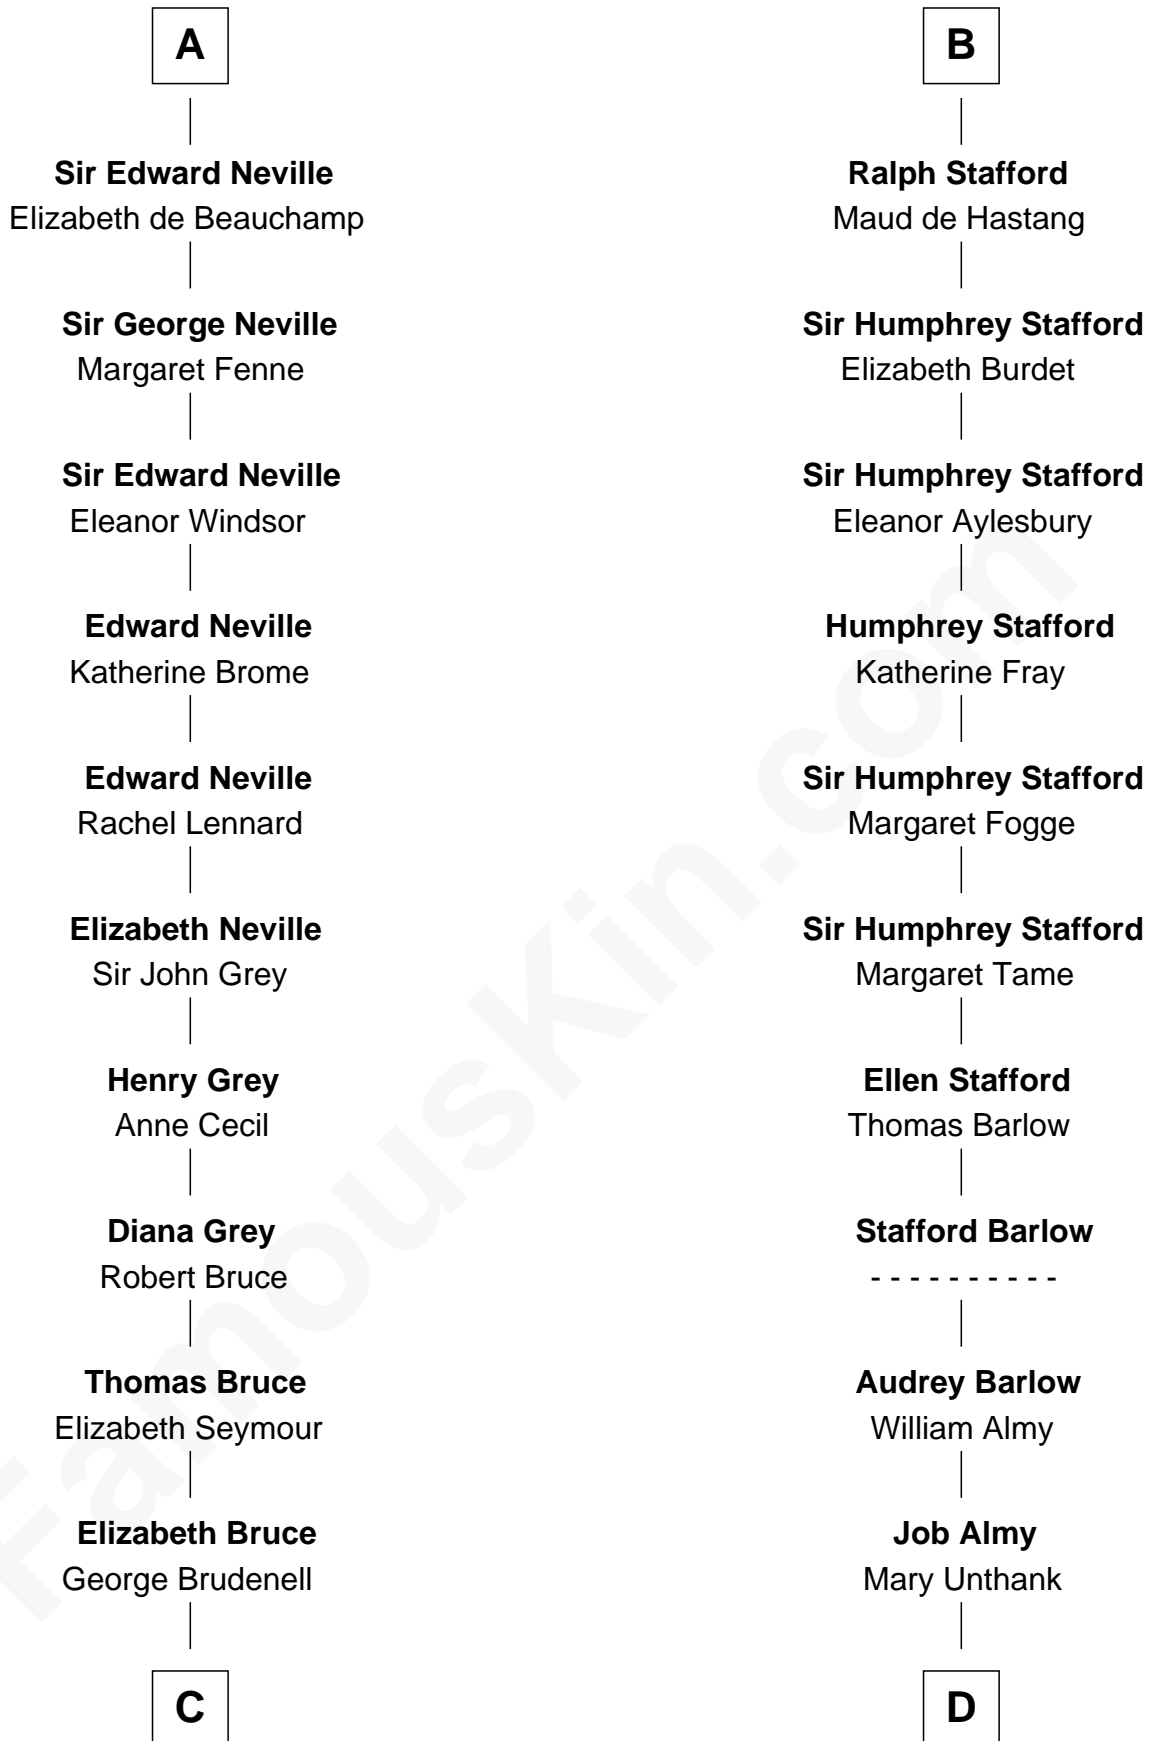 A
Sir Edward Neville
Elizabeth de Beauchamp
Sir George Neville
Margaret Fenne
Sir Edward Neville
Eleanor Windsor
Edward Neville
Katherine Brome
Edward Neville
Rachel Lennard
Elizabeth Neville
Sir John Grey
Henry Grey
Anne Cecil
Diana Grey
Robert Bruce
Thomas Bruce
Elizabeth Seymour
Elizabeth Bruce
George Brudenell
C
B
Ralph Stafford
Maud de Hastang
Sir Humphrey Stafford
Elizabeth Burdet
Sir Humphrey Stafford
Eleanor Aylesbury
Humphrey Stafford
Katherine Fray
Sir Humphrey Stafford
Margaret Fogge
Sir Humphrey Stafford
Margaret Tame
Ellen Stafford
Thomas Barlow
Stafford Barlow
- - - - - - - - - -
Audrey Barlow
William Almy
Job Almy
Mary Unthank
D
FamousKin.com